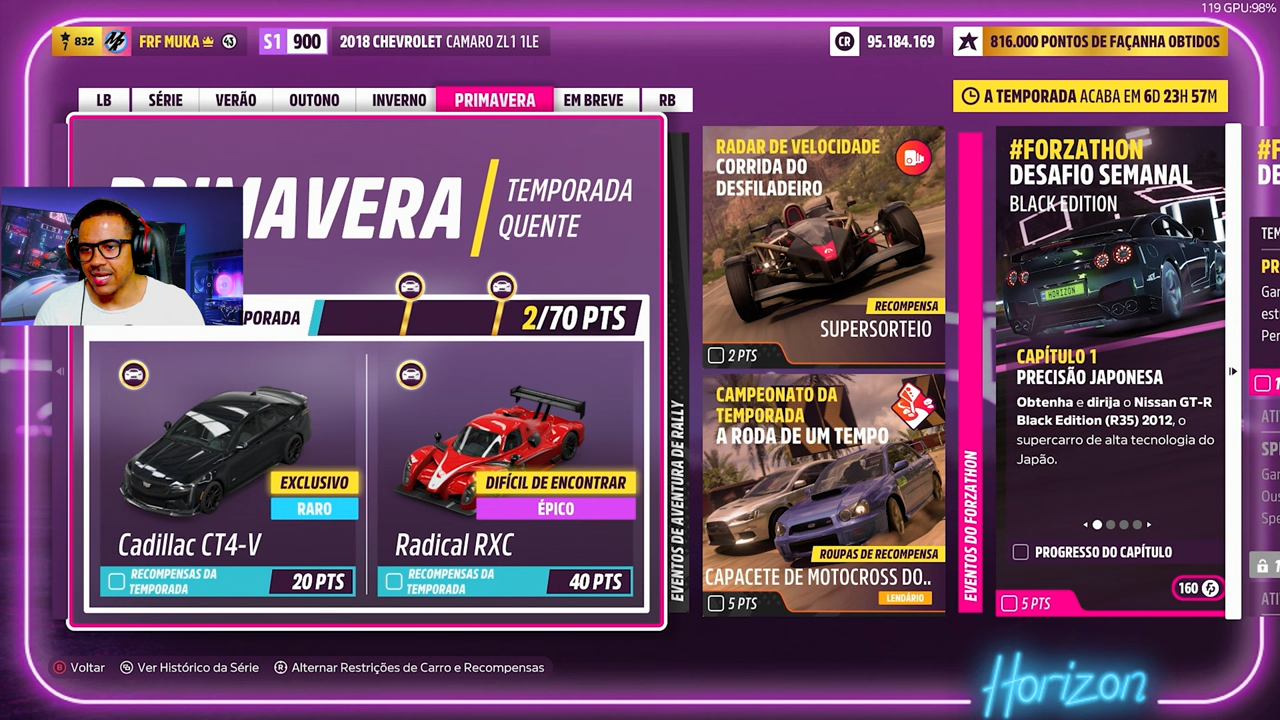 119 GPU:98%
7 832
FRF MUKA
S1 900
2018 CHEVROLET CAMARO ZL1 1LE
CR 95.184.169
816.000 PONTOS DE FAÇANHA OBTIDOS
LB SÉRIE VERÃO OUTONO INVERNO PRIMAVERA EM BREVE RB
A TEMPORADA ACABA EM 6D 23H 57M
TEMPORADA
QUENTE
2/70 PTS
EXCLUSIVO
RARO
Cadillac CT4-V
RECOMPENSAS DA
TEMPORADA
20 PTS
DIFÍCIL DE ENCONTRAR
ÉPICO
Radical RXC
RECOMPENSAS DA
TEMPORADA
40 PTS
EVENTOS DE AVENTURA DE RALLY
RADAR DE VELOCIDADE
CORRIDA DO
DESFILADEIRO
RECOMPENSA
SUPERSORTEIO
2 PTS
CAMPEONATO DA
TEMPORADA
A RODA DE UM TEMPO
ROUPAS DE RECOMPENSA
CAPACETE DE MOTOCROSS DO..
LENDÁRIO
5 PTS
EVENTOS DO FORZATHON
#FORZATHON
DESAFIO SEMANAL
BLACK EDITION
HORIZON
CAPÍTULO 1
PRECISÃO JAPONESA
Obtenha e dirija o Nissan GT-R
Black Edition (R35) 2012, o
supercarro de alta tecnologia do
Japão.
PROGRESSO DO CAPÍTULO
160
5 PTS
B Voltar
Ver Histórico da Série
R Alternar Restrições de Carro e Recompensas
Horizon